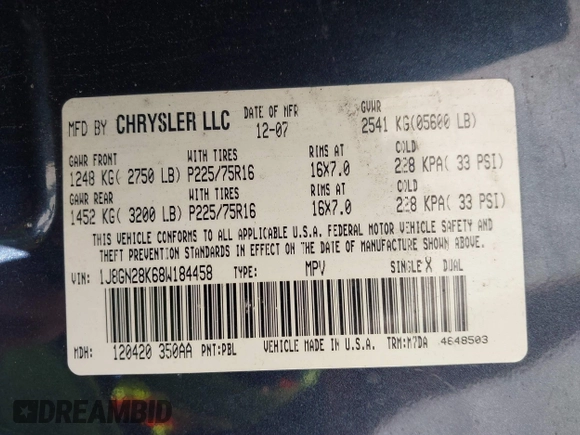 MFD BY CHRYSLER LLC DATE OF MFR 12-07 GVWR 2541 KG(05600 LB)
GAWR FRONT WITH TIRES RIMS AT COLD
1248 KG( 2750 LB) P225/75R16 16X7.0 228 KPA( 33 PSI)
GAWR REAR WITH TIRES RIMS AT COLD
1452 KG( 3200 LB) P225/75R16 16X7.0 228 KPA( 33 PSI)
THIS VEHICLE CONFORMS TO ALL APPLICABLE U.S.A. FEDERAL MOTOR VEHICLE SAFETY AND
THEFT PREVENTION STANDARDS IN EFFECT ON THE DATE OF MANUFACTURE SHOWN ABOVE.
VIN: 1J8GN28K68W184458 TYPE: MPV SINGLE X DUAL
MDH: 120420 350AA PNT:PBL VEHICLE MADE IN U.S.A. TRM:M7DA 4648503
DREAMBID